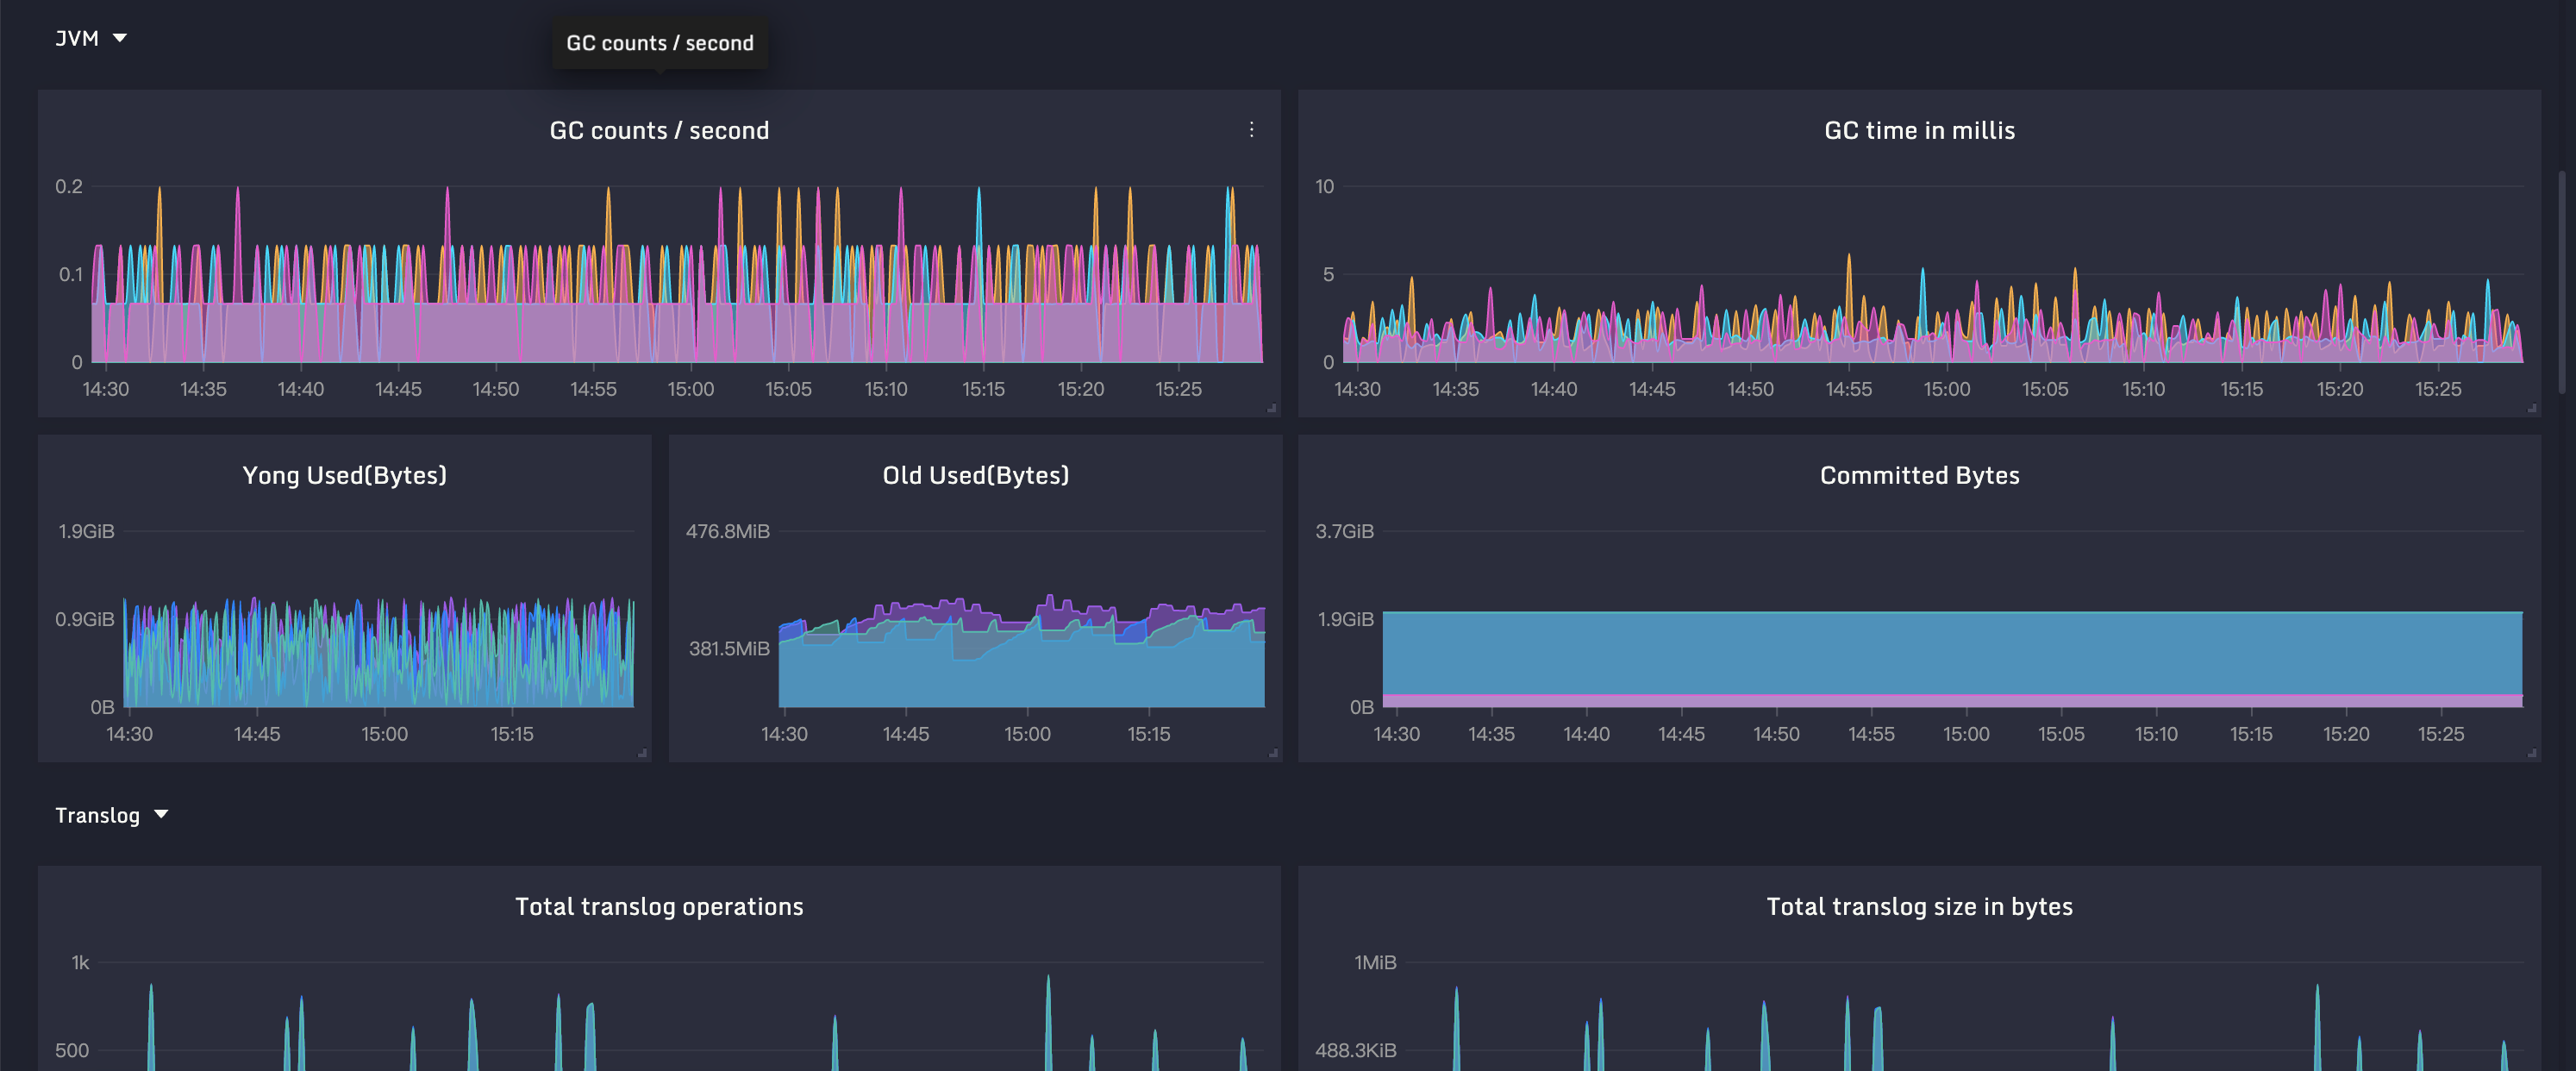 JVM
GC counts / second
GC counts / second
0.2
0.1
0
14:30 14:35 14:40 14:45 14:50 14:55 15:00 15:05 15:10 15:15 15:20 15:25
GC time in millis
10
5
0
14:30 14:35 14:40 14:45 14:50 14:55 15:00 15:05 15:10 15:15 15:20 15:25
Yong Used(Bytes)
1.9GiB
0.9GiB
0B
14:30 14:45 15:00 15:15
Old Used(Bytes)
476.8MiB
381.5MiB
14:30 14:45 15:00 15:15
Committed Bytes
3.7GiB
1.9GiB
0B
14:30 14:35 14:40 14:45 14:50 14:55 15:00 15:05 15:10 15:15 15:20 15:25
Translog
Total translog operations
1k
500
Total translog size in bytes
1MiB
488.3KiB